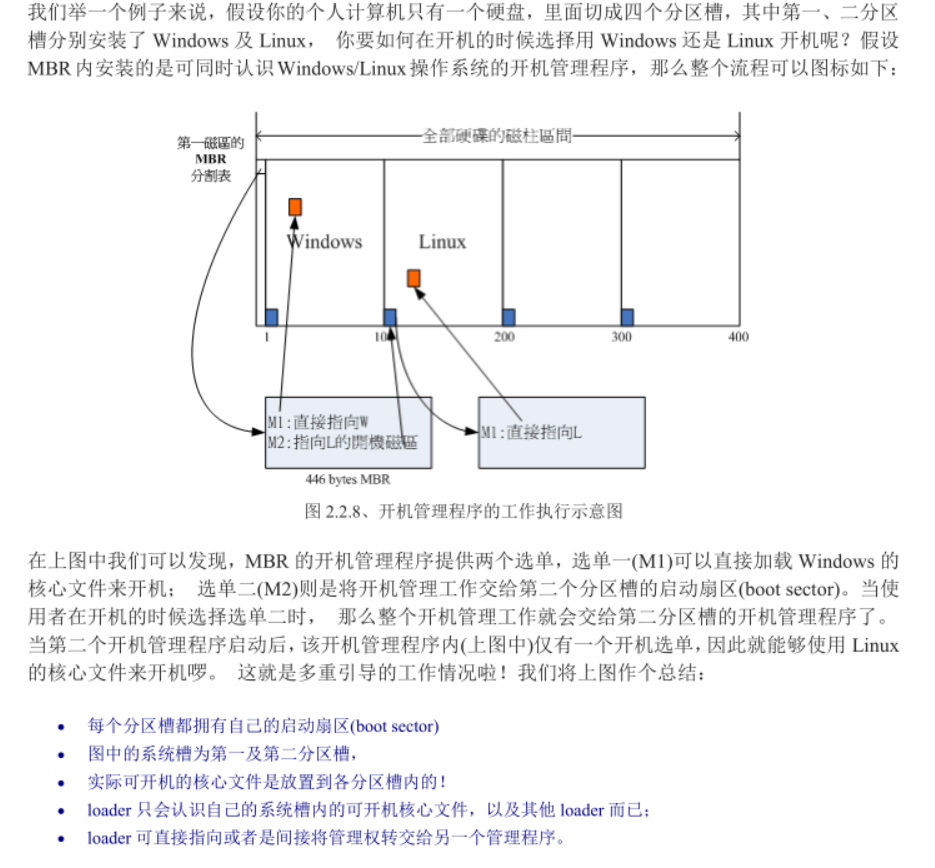 我们举一个例子来说，假设你的个人计算机只有一个硬盘，里面切成四个分区槽，其中第一、二分区
槽分别安装了 Windows 及 Linux， 你要如何在开机的时候选择用 Windows 还是 Linux 开机呢？假设
MBR 内安装的是可同时认识 Windows/Linux 操作系统的开机管理程序，那么整个流程可以图标如下：
全部硬碟的磁柱區間
第一磁區的
MBR
分割表
Windows
Linux
1
100
200
300
400
M1:直接指向W
M2:指向L的開機磁區
M1:直接指向L
446 bytes MBR
图 2.2.8、开机管理程序的工作执行示意图
在上图中我们可以发现，MBR 的开机管理程序提供两个选单，选单一(M1)可以直接加载 Windows 的
核心文件来开机； 选单二(M2)则是将开机管理工作交给第二个分区槽的启动扇区(boot sector)。当使
用者在开机的时候选择选单二时， 那么整个开机管理工作就会交给第二分区槽的开机管理程序了。
当第二个开机管理程序启动后，该开机管理程序内(上图中)仅有一个开机选单，因此就能够使用 Linux
的核心文件来开机啰。 这就是多重引导的工作情况啦！我们将上图作个总结：
• 每个分区槽都拥有自己的启动扇区(boot sector)
• 图中的系统槽为第一及第二分区槽，
• 实际可开机的核心文件是放置到各分区槽内的！
• loader 只会认识自己的系统槽内的可开机核心文件，以及其他 loader 而已；
• loader 可直接指向或者是间接将管理权转交给另一个管理程序。